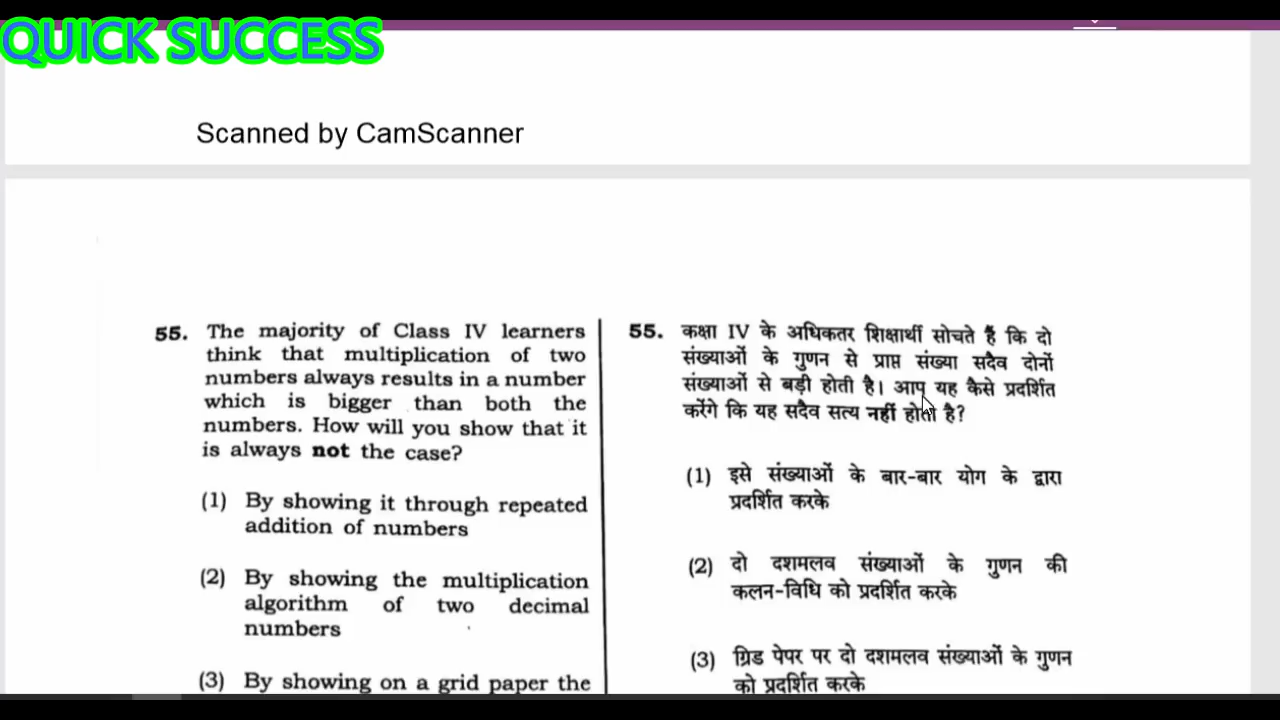 QUICK SUCCESS
Scanned by CamScanner
55. The majority of Class IV learners
think that multiplication of two
numbers always results in a number
which is bigger than both the
numbers. How will you show that it
is always not the case?
(1) By showing it through repeated
addition of numbers
(2) By showing the multiplication
algorithm of two decimal
numbers
(3) By showing on a grid paper the
55. कक्षा IV के अधिकतर शिक्षार्थी सोचते हैं कि दो
संख्याओं के गुणन से प्राप्त संख्या सदैव दोनों
संख्याओं से बड़ी होती है। आप यह कैसे प्रदर्शित
करेंगे कि यह सदैव सत्य नहीं होता है?
(1) इसे संख्याओं के बार-बार योग के द्वारा
प्रदर्शित करके
(2) दो दशमलव संख्याओं के गुणन की
कलन-विधि को प्रदर्शित करके
(3) ग्रिड पेपर पर दो दशमलव संख्याओं के गुणन
को प्रदर्शित करके